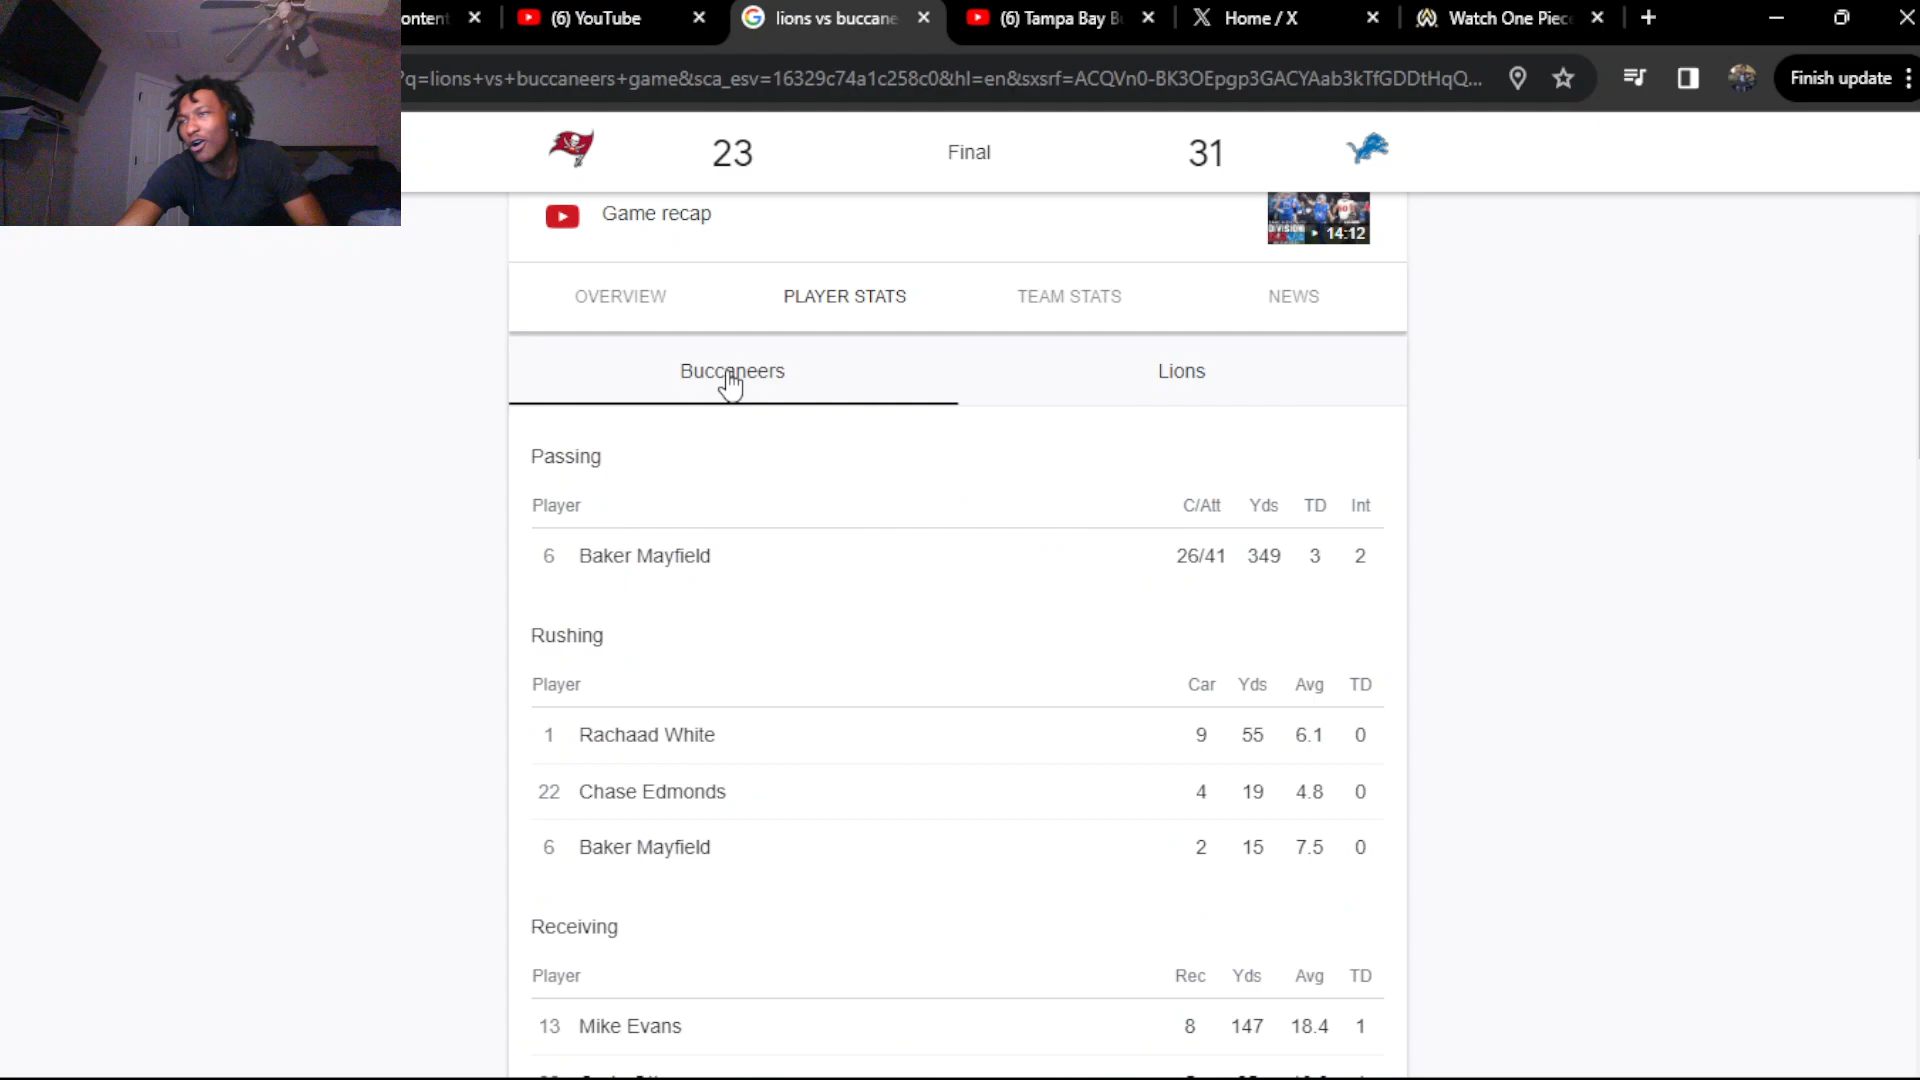 ontent
(6) YouTube
lions vs buccane
(6) Tampa Bay B
Home / X
Watch One Piec
?q=lions+vs+buccaneers+game&sca_esv=16329c74a1c258c0&hl=en&sxsrf=ACQVn0-BK3OEpgp3GACYAab3kTfGDDtHqQ...
Finish update
23 Final 31
Game recap
DIVISION
14:12
OVERVIEW PLAYER STATS TEAM STATS NEWS
Buccaneers Lions
Passing
Player C/Att Yds TD Int
6 Baker Mayfield 26/41 349 3 2
Rushing
Player Car Yds Avg TD
1 Rachaad White 9 55 6.1 0
22 Chase Edmonds 4 19 4.8 0
6 Baker Mayfield 2 15 7.5 0
Receiving
Player Rec Yds Avg TD
13 Mike Evans 8 147 18.4 1